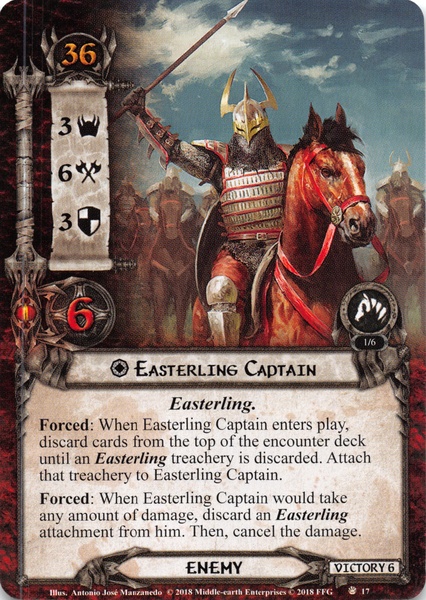 36
3
6
3
6
1/6
Easterling Captain
Easterling.
Forced: When Easterling Captain enters play,
discard cards from the top of the encounter deck
until an Easterling treachery is discarded. Attach
that treachery to Easterling Captain.
Forced: When Easterling Captain would take
any amount of damage, discard an Easterling
attachment from him. Then, cancel the damage.
ENEMY
VICTORY 6
Illus. Antonio José Manzanedo © 2018 Middle-earth Enterprises © 2018 FFG 17